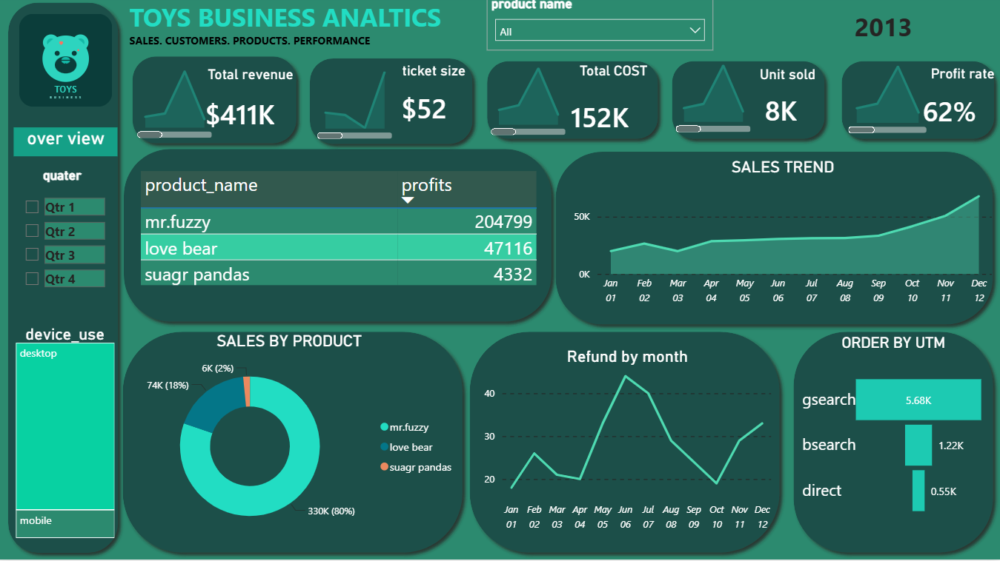 TOYS
BUSINESS
TOYS BUSINESS ANALTICS
SALES. CUSTOMERS. PRODUCTS. PERFORMANCE
product name
All
2013
Total revenue
$411K
ticket size
$52
Total COST
152K
Unit sold
8K
Profit rate
62%
over view
quater
Qtr 1
Qtr 2
Qtr 3
Qtr 4
device_use
desktop
mobile
product_name profits
mr.fuzzy 204799
love bear 47116
suagr pandas 4332
SALES TREND
50K
0K
Jan Feb Mar Apr May Jun Jul Aug Sep Oct Nov Dec
01 02 03 04 05 06 07 08 09 10 11 12
SALES BY PRODUCT
6K (2%)
74K (18%)
330K (80%)
mr.fuzzy
love bear
suagr pandas
Refund by month
40
30
20
Jan Feb Mar Apr May Jun Jul Aug Sep Oct Nov Dec
01 02 03 04 05 06 07 08 09 10 11 12
ORDER BY UTM
gsearch 5.68K
bsearch 1.22K
direct 0.55K